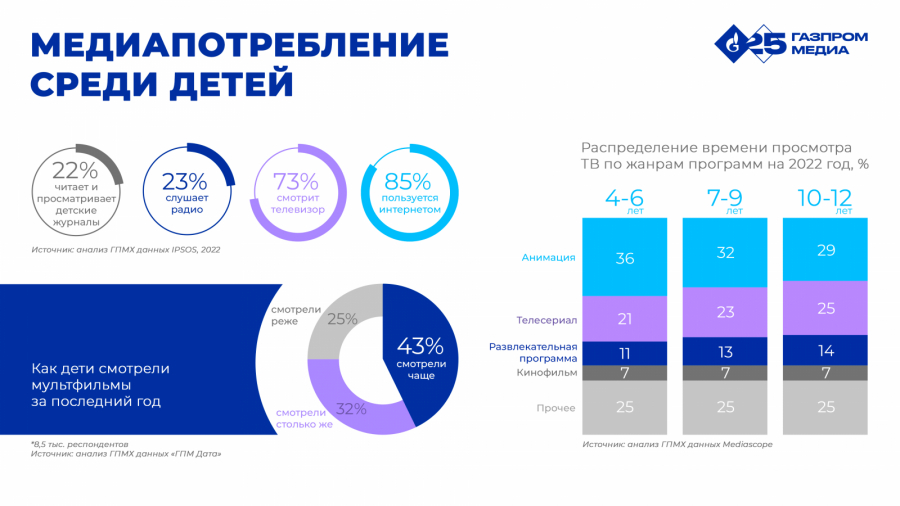 МЕДИАПОТРЕБЛЕНИЕ
СРЕДИ ДЕТЕЙ
25 ГАЗПРОМ
МЕДИА
22%
читает и
просматривает
детские
журналы
23%
слушает
радио
73%
смотрит
телевизор
85%
пользуется
интернетом
Источник: анализ ГПМХ данных IPSOS, 2022
Как дети смотрели
мультфильмы
за последний год
смотрели
реже
25%
43%
смотрели
чаще
смотрели
столько же
32%
*8,5 тыс. респондентов
Источник: анализ ГПМХ данных «ГПМ Дата»
Распределение времени просмотра
ТВ по жанрам программ на 2022 год, %
4-6 7-9 10-12
лет лет лет
Анимация 36 32 29
Телесериал 21 23 25
Развлекательная
программа 11 13 14
Кинофильм 7 7 7
Прочее 25 25 25
Источник: анализ ГПМХ данных Mediascope